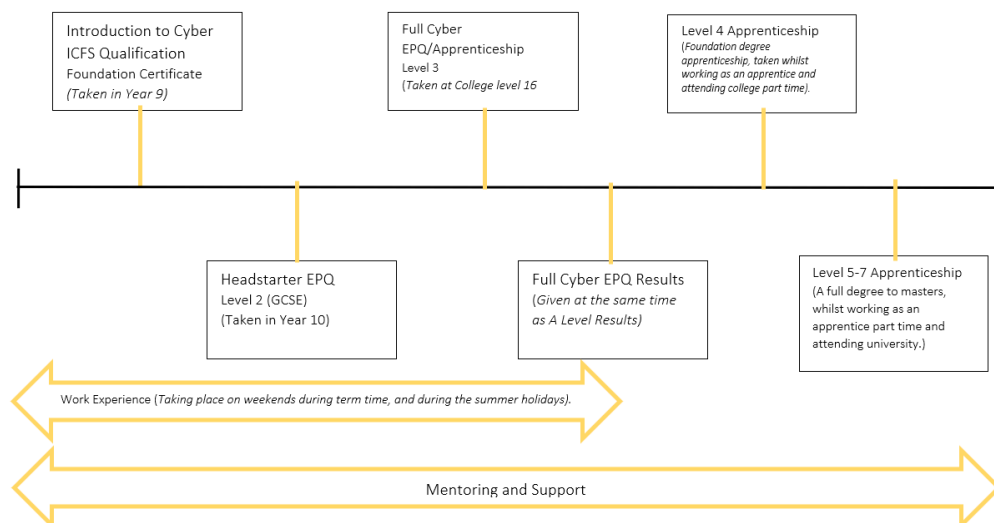 Introduction to Cyber
ICFS Qualification
Foundation Certificate
(Taken in Year 9)
Full Cyber
EPQ/Apprenticeship
Level 3
(Taken at College level 16
Level 4 Apprenticeship
(Foundation degree
apprenticeship, taken whilst
working as an apprentice and
attending college part time).
Headstarter EPQ
Level 2 (GCSE)
(Taken in Year 10)
Full Cyber EPQ Results
(Given at the same time
as A Level Results)
Level 5-7 Apprenticeship
(A full degree to masters,
whilst working as an
apprentice part time and
attending university.)
Work Experience (Taking place on weekends during term time, and during the summer holidays).
Mentoring and Support